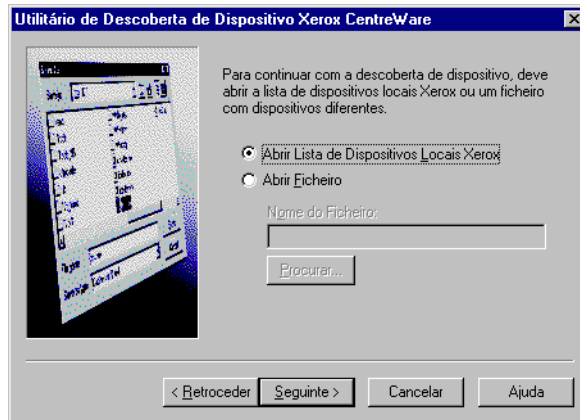 Utilitário de Descoberta de Dispositivo Xerox CentreWare
Para continuar com a descoberta de dispositivo, deve
abrir a lista de dispositivos locais Xerox ou um ficheiro
com dispositivos diferentes.
Abrir Lista de Dispositivos Locais Xerox
Abrir Ficheiro
Nome do Ficheiro:
Procurar...
< Retroceder
Seguinte >
Cancelar
Ajuda